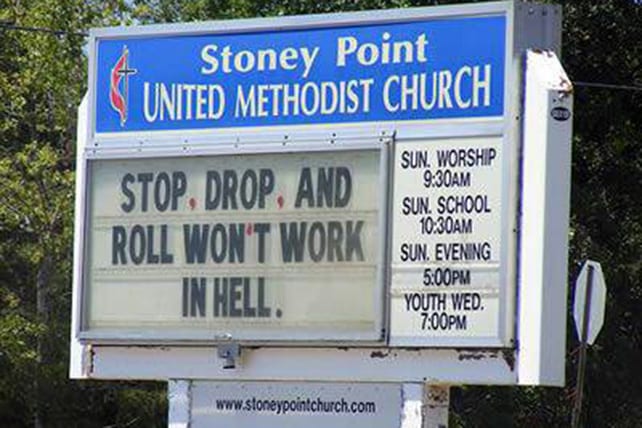 Stoney Point
UNITED METHODIST CHURCH
STOP, DROP, AND
ROLL WON'T WORK
IN HELL.
SUN. WORSHIP
9:30AM
SUN. SCHOOL
10:30AM
SUN. EVENING
5:00PM
YOUTH WED.
7:00PM
www.stoneypointchurch.com